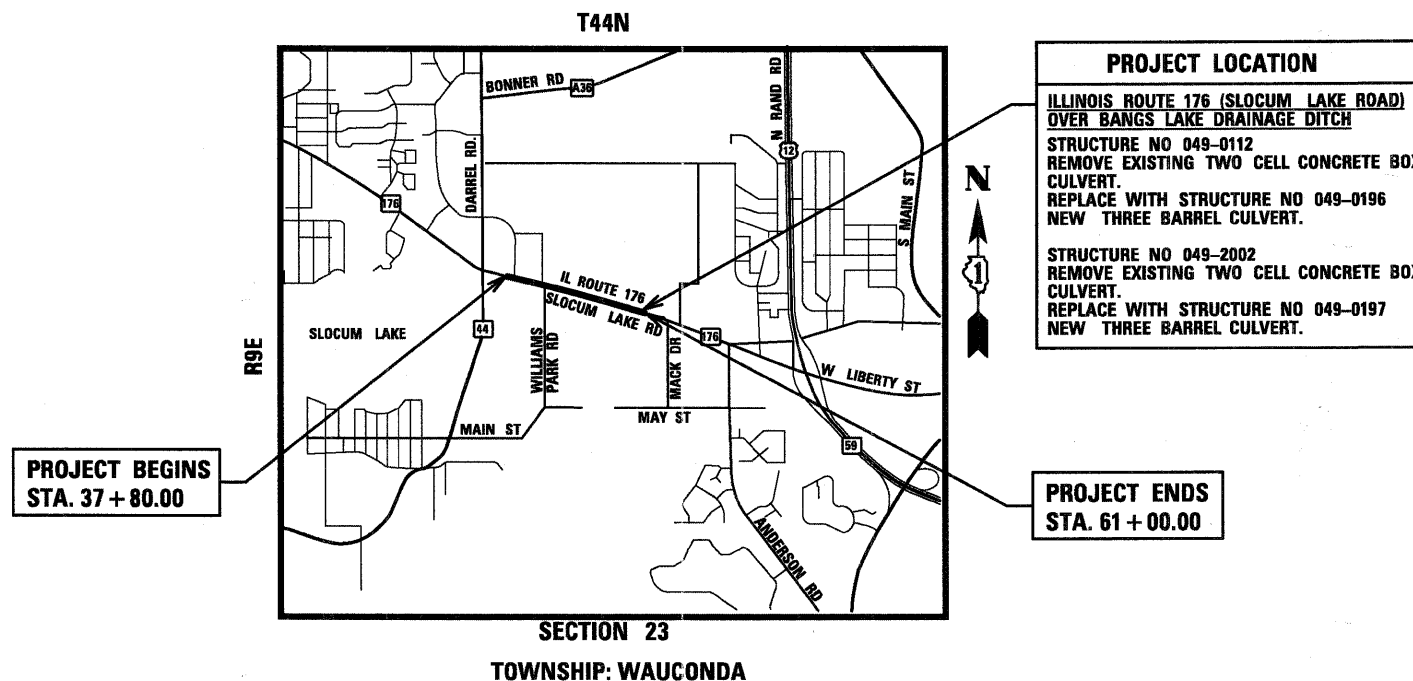 T44N
BONNER RD
A36
N RAND RD
12
DARREL RD.
S MAIN ST
176
IL ROUTE 176
SLOCUM LAKE RD
SLOCUM LAKE
44
WILLIAMS
PARK RD
MACK DR
176
W LIBERTY ST
R9E
MAIN ST
MAY ST
59
ANDERSON RD
PROJECT BEGINS
STA. 37+80.00
PROJECT LOCATION
ILLINOIS ROUTE 176 (SLOCUM LAKE ROAD)
OVER BANGS LAKE DRAINAGE DITCH
STRUCTURE NO 049-0112
REMOVE EXISTING TWO CELL CONCRETE BOX
CULVERT.
REPLACE WITH STRUCTURE NO 049-0196
NEW THREE BARREL CULVERT.
STRUCTURE NO 049-2002
REMOVE EXISTING TWO CELL CONCRETE BOX
CULVERT.
REPLACE WITH STRUCTURE NO 049-0197
NEW THREE BARREL CULVERT.
N
1
PROJECT ENDS
STA. 61+00.00
SECTION 23
TOWNSHIP: WAUCONDA